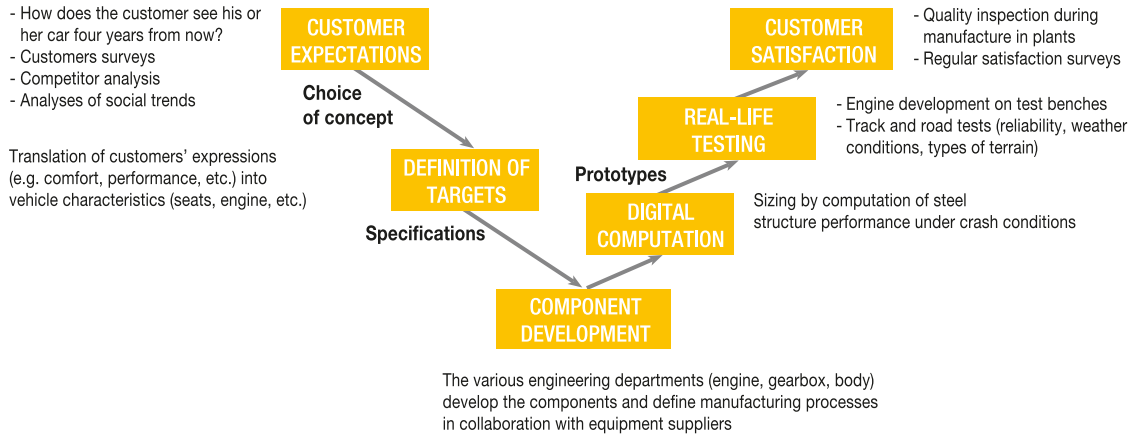 - How does the customer see his or
her car four years from now?
- Customers surveys
- Competitor analysis
- Analyses of social trends
CUSTOMER
EXPECTATIONS
Choice
of concept
Translation of customers’ expressions
(e.g. comfort, performance, etc.) into
vehicle characteristics (seats, engine, etc.)
DEFINITION OF
TARGETS
Specifications
COMPONENT
DEVELOPMENT
The various engineering departments (engine, gearbox, body)
develop the components and define manufacturing processes
in collaboration with equipment suppliers
DIGITAL
COMPUTATION
Sizing by computation of steel
structure performance under crash conditions
Prototypes
REAL-LIFE
TESTING
- Engine development on test benches
- Track and road tests (reliability, weather
conditions, types of terrain)
CUSTOMER
SATISFACTION
- Quality inspection during
manufacture in plants
- Regular satisfaction surveys